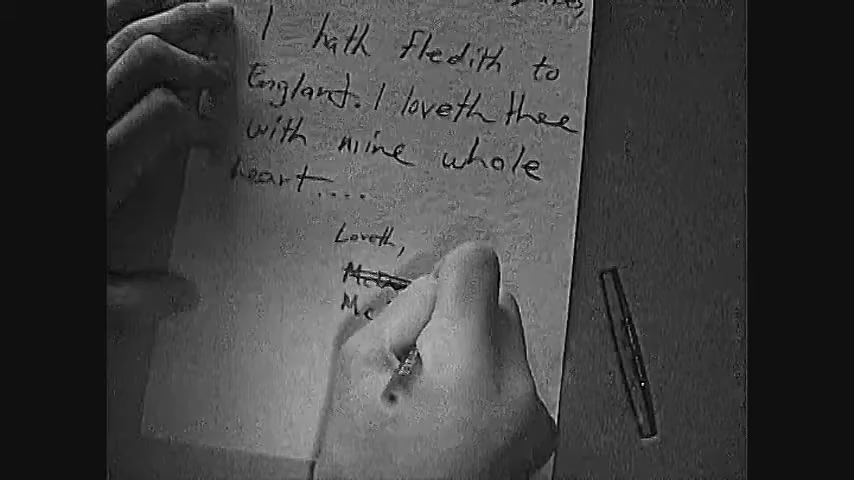 I hath fledith to
England. I loveth thee
with mine whole
heart....
Loveth,